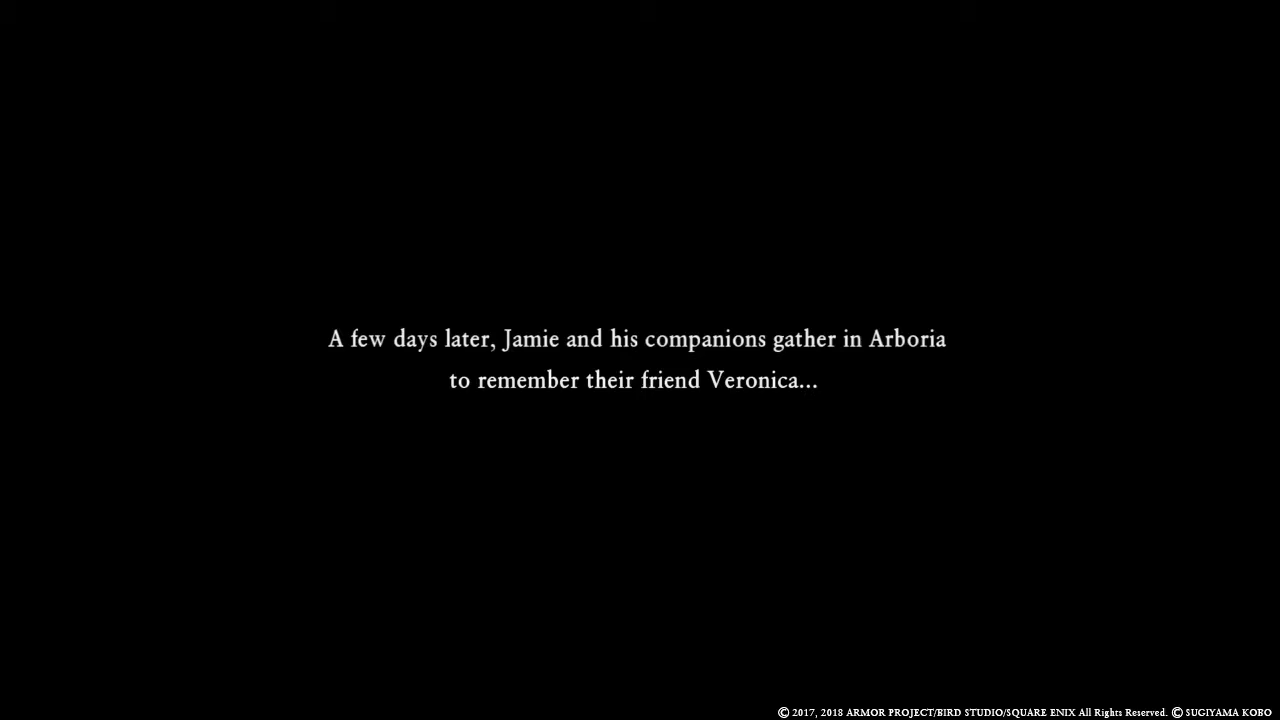 A few days later, Jamie and his companions gather in Arboria
to remember their friend Veronica...
© 2017, 2018 ARMOR PROJECT/BIRD STUDIO/SQUARE ENIX All Rights Reserved. © SUGIYAMA KOBO